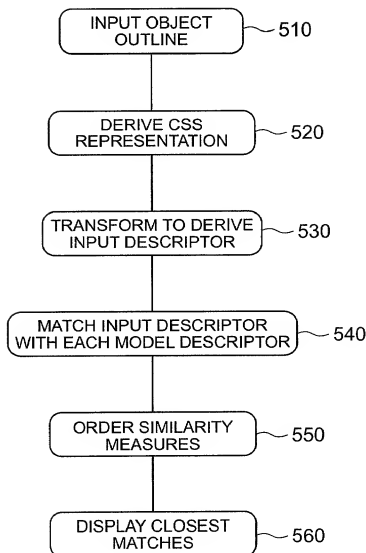 INPUT OBJECT
OUTLINE
510
DERIVE CSS
REPRESENTATION
520
TRANSFORM TO DERIVE
INPUT DESCRIPTOR
530
MATCH INPUT DESCRIPTOR
WITH EACH MODEL DESCRIPTOR
540
ORDER SIMILARITY
MEASURES
550
DISPLAY CLOSEST
MATCHES
560